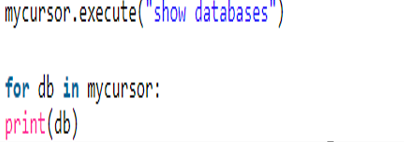 mycursor.execute("show databases")
for db in mycursor:
print(db)